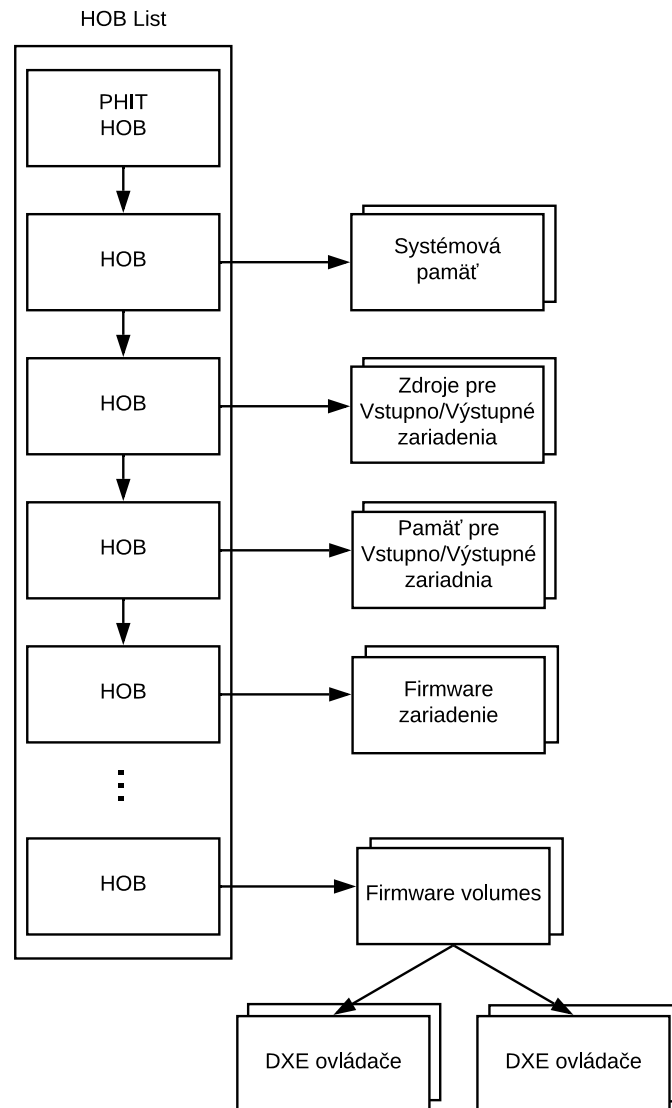 HOB List
PHIT
HOB
HOB
Systémová
pamäť
HOB
Zdroje pre
Vstupno/Výstupné
zariadenia
HOB
Pamäť pre
Vstupno/Výstupné
zariadnia
HOB
Firmware
zariadenie
HOB
Firmware volumes
DXE ovládače
DXE ovládače